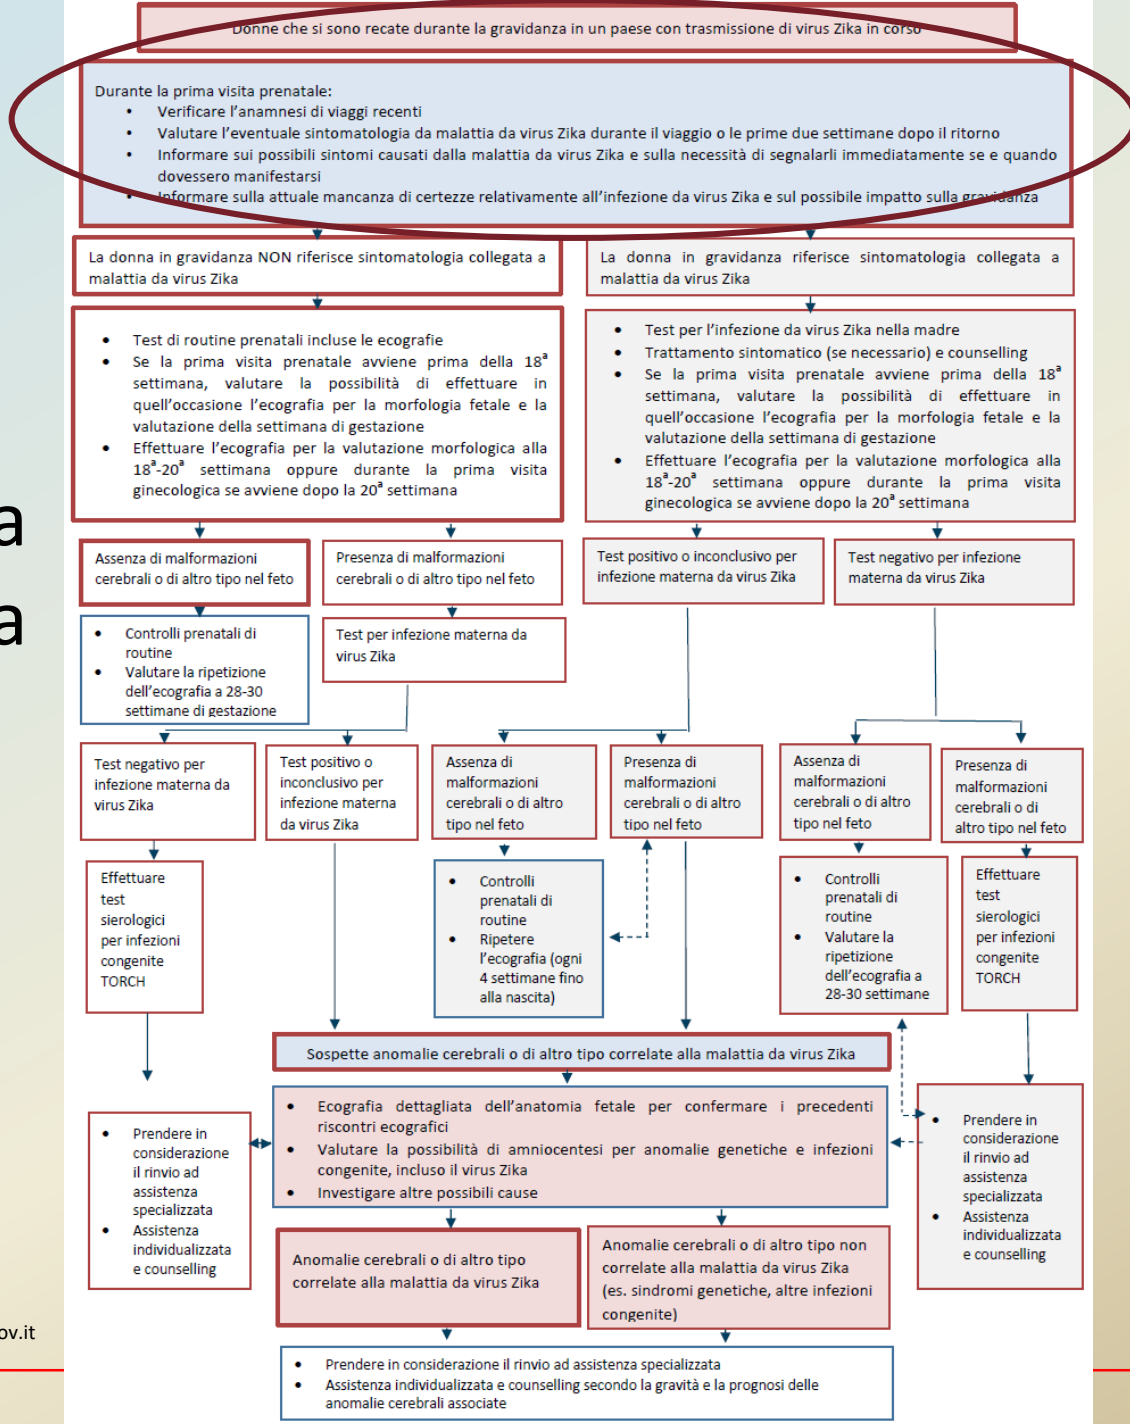 Donne che si sono recate durante la gravidanza in un paese con trasmissione di virus Zika in corso
Durante la prima visita prenatale:
• Verificare l’anamnesi di viaggi recenti
• Valutare l’eventuale sintomatologia da malattia da virus Zika durante il viaggio o le prime due settimane dopo il ritorno
• Informare sui possibili sintomi causati dalla malattia da virus Zika e sulla necessità di segnalarli immediatamente se e quando
dovessero manifestarsi
• Informare sulla attuale mancanza di certezze relativamente all’infezione da virus Zika e sul possibile impatto sulla gravidanza
La donna in gravidanza NON riferisce sintomatologia collegata a
malattia da virus Zika
La donna in gravidanza riferisce sintomatologia collegata a
malattia da virus Zika
• Test di routine prenatali incluse le ecografie
• Se la prima visita prenatale avviene prima della 18ª
settimana, valutare la possibilità di effettuare in
quell’occasione l’ecografia per la morfologia fetale e la
valutazione della settimana di gestazione
• Effettuare l’ecografia per la valutazione morfologica alla
18ª-20ª settimana oppure durante la prima visita
ginecologica se avviene dopo la 20ª settimana
• Test per l’infezione da virus Zika nella madre
• Trattamento sintomatico (se necessario) e counselling
• Se la prima visita prenatale avviene prima della 18ª
settimana, valutare la possibilità di effettuare in
quell’occasione l’ecografia per la morfologia fetale e la
valutazione della settimana di gestazione
• Effettuare l’ecografia per la valutazione morfologica alla
18ª-20ª settimana oppure durante la prima visita
ginecologica se avviene dopo la 20ª settimana
a
a
Assenza di malformazioni
cerebrali o di altro tipo nel feto
Presenza di malformazioni
cerebrali o di altro tipo nel feto
Test positivo o inconclusivo per
infezione materna da virus Zika
Test negativo per infezione
materna da virus Zika
• Controlli prenatali di
routine
• Valutare la ripetizione
dell’ecografia a 28-30
settimane di gestazione
Test per infezione materna da
virus Zika
Test negativo per
infezione materna da
virus Zika
Test positivo o
inconclusivo per
infezione materna
da virus Zika
Assenza di
malformazioni
cerebrali o di altro
tipo nel feto
Presenza di
malformazioni
cerebrali o di altro
tipo nel feto
Assenza di
malformazioni
cerebrali o di altro
tipo nel feto
Presenza di
malformazioni
cerebrali o di
altro tipo nel feto
Effettuare
test
sierologici
per infezioni
congenite
TORCH
• Controlli
prenatali di
routine
• Ripetere
l’ecografia (ogni
4 settimane fino
alla nascita)
• Controlli
prenatali di
routine
• Valutare la
ripetizione
dell’ecografia a
28-30 settimane
Effettuare
test
sierologici
per infezioni
congenite
TORCH
Sospette anomalie cerebrali o di altro tipo correlate alla malattia da virus Zika
• Prendere in
considerazione
il rinvio ad
assistenza
specializzata
• Assistenza
individualizzata
e counselling
• Ecografia dettagliata dell’anatomia fetale per confermare i precedenti
riscontri ecografici
• Valutare la possibilità di amniocentesi per anomalie genetiche e infezioni
congenite, incluso il virus Zika
• Investigare altre possibili cause
• Prendere in
considerazione
il rinvio ad
assistenza
specializzata
• Assistenza
individualizzata
e counselling
Anomalie cerebrali o di altro tipo
correlate alla malattia da virus Zika
Anomalie cerebrali o di altro tipo non
correlate alla malattia da virus Zika
(es. sindromi genetiche, altre infezioni
congenite)
ov.it
• Prendere in considerazione il rinvio ad assistenza specializzata
• Assistenza individualizzata e counselling secondo la gravità e la prognosi delle
anomalie cerebrali associate